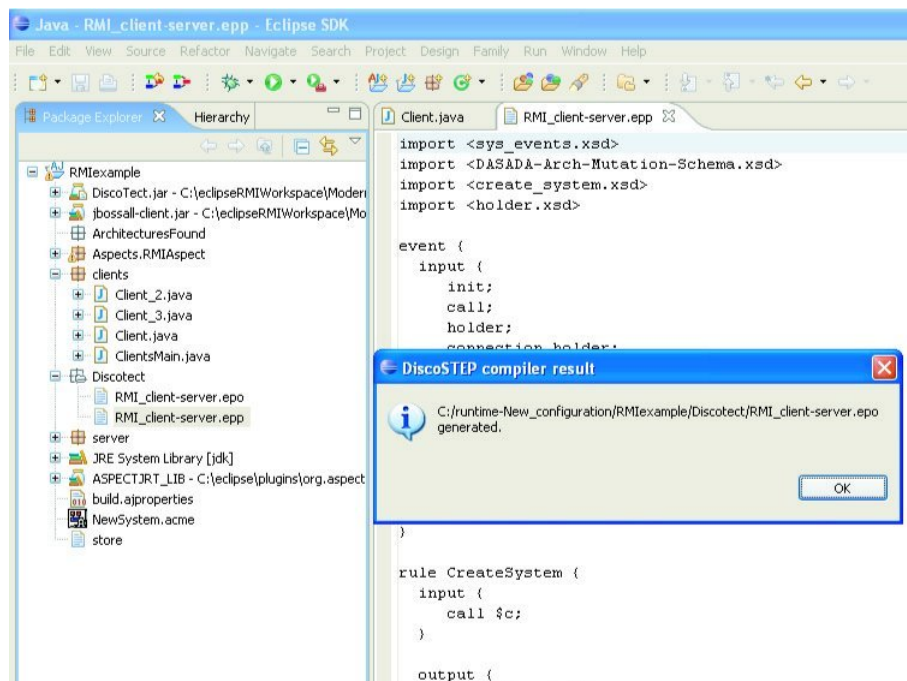 Java - RMI_client-server.epp - Eclipse SDK
File Edit View Source Refactor Navigate Search Project Design Family Run Window Help
Package Explorer Hierarchy
Client.java RMI_client-server.epp
RMIexample
DiscoTect.jar - C:\eclipseRMIWorkspace\Modern
jbossall-client.jar - C:\eclipseRMIWorkspace\Mo
ArchitecturesFound
Aspects.RMIAspect
clients
Client_2.java
Client_3.java
Client.java
ClientsMain.java
Discotect
RMI_client-server.epo
RMI_client-server.epp
server
JRE System Library [jdk]
ASPECTJRT_LIB - C:\eclipse\plugins\org.aspect
build.ajproperties
NewSystem.acme
store
import <sys_events.xsd>
import <DASADA-Arch-Mutation-Schema.xsd>
import <create_system.xsd>
import <holder.xsd>
event {
input {
init;
call;
holder;
connection_holder;
DiscoSTEP compiler result
C:/runtime-New_configuration/RMIexample/Discotect/RMI_client-server.epo
generated.
OK
}
rule CreateSystem {
input {
call $c;
}
output {